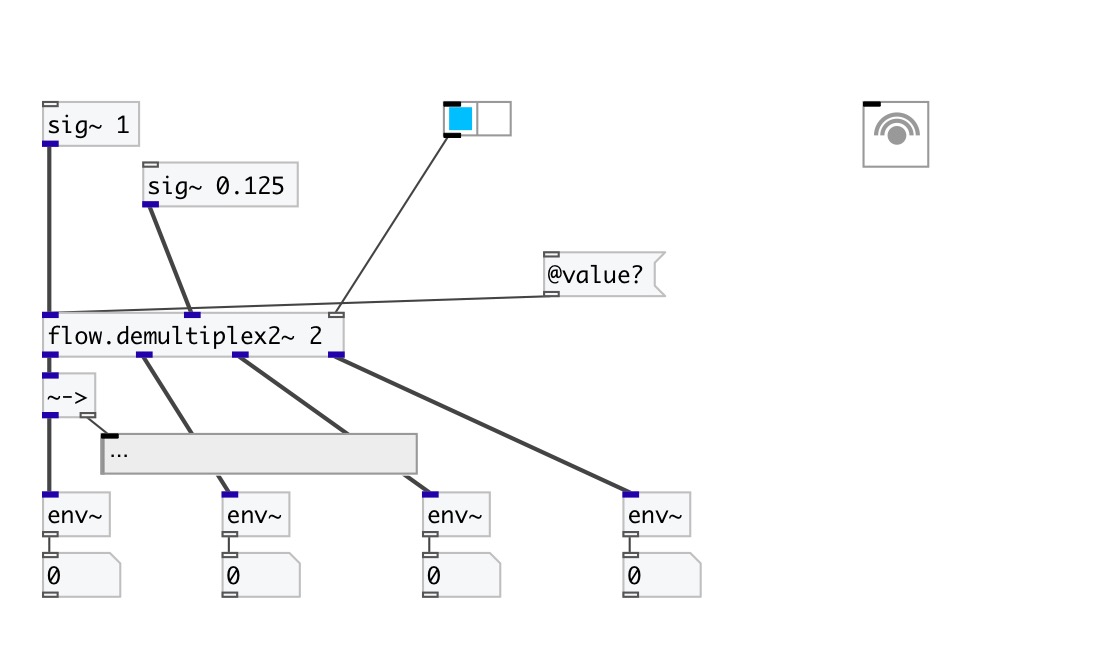 sig~ 1
sig~ 0.125
@value?
flow.demultiplex2~ 2
~->
...
env~ env~ env~ env~
0 0 0 0